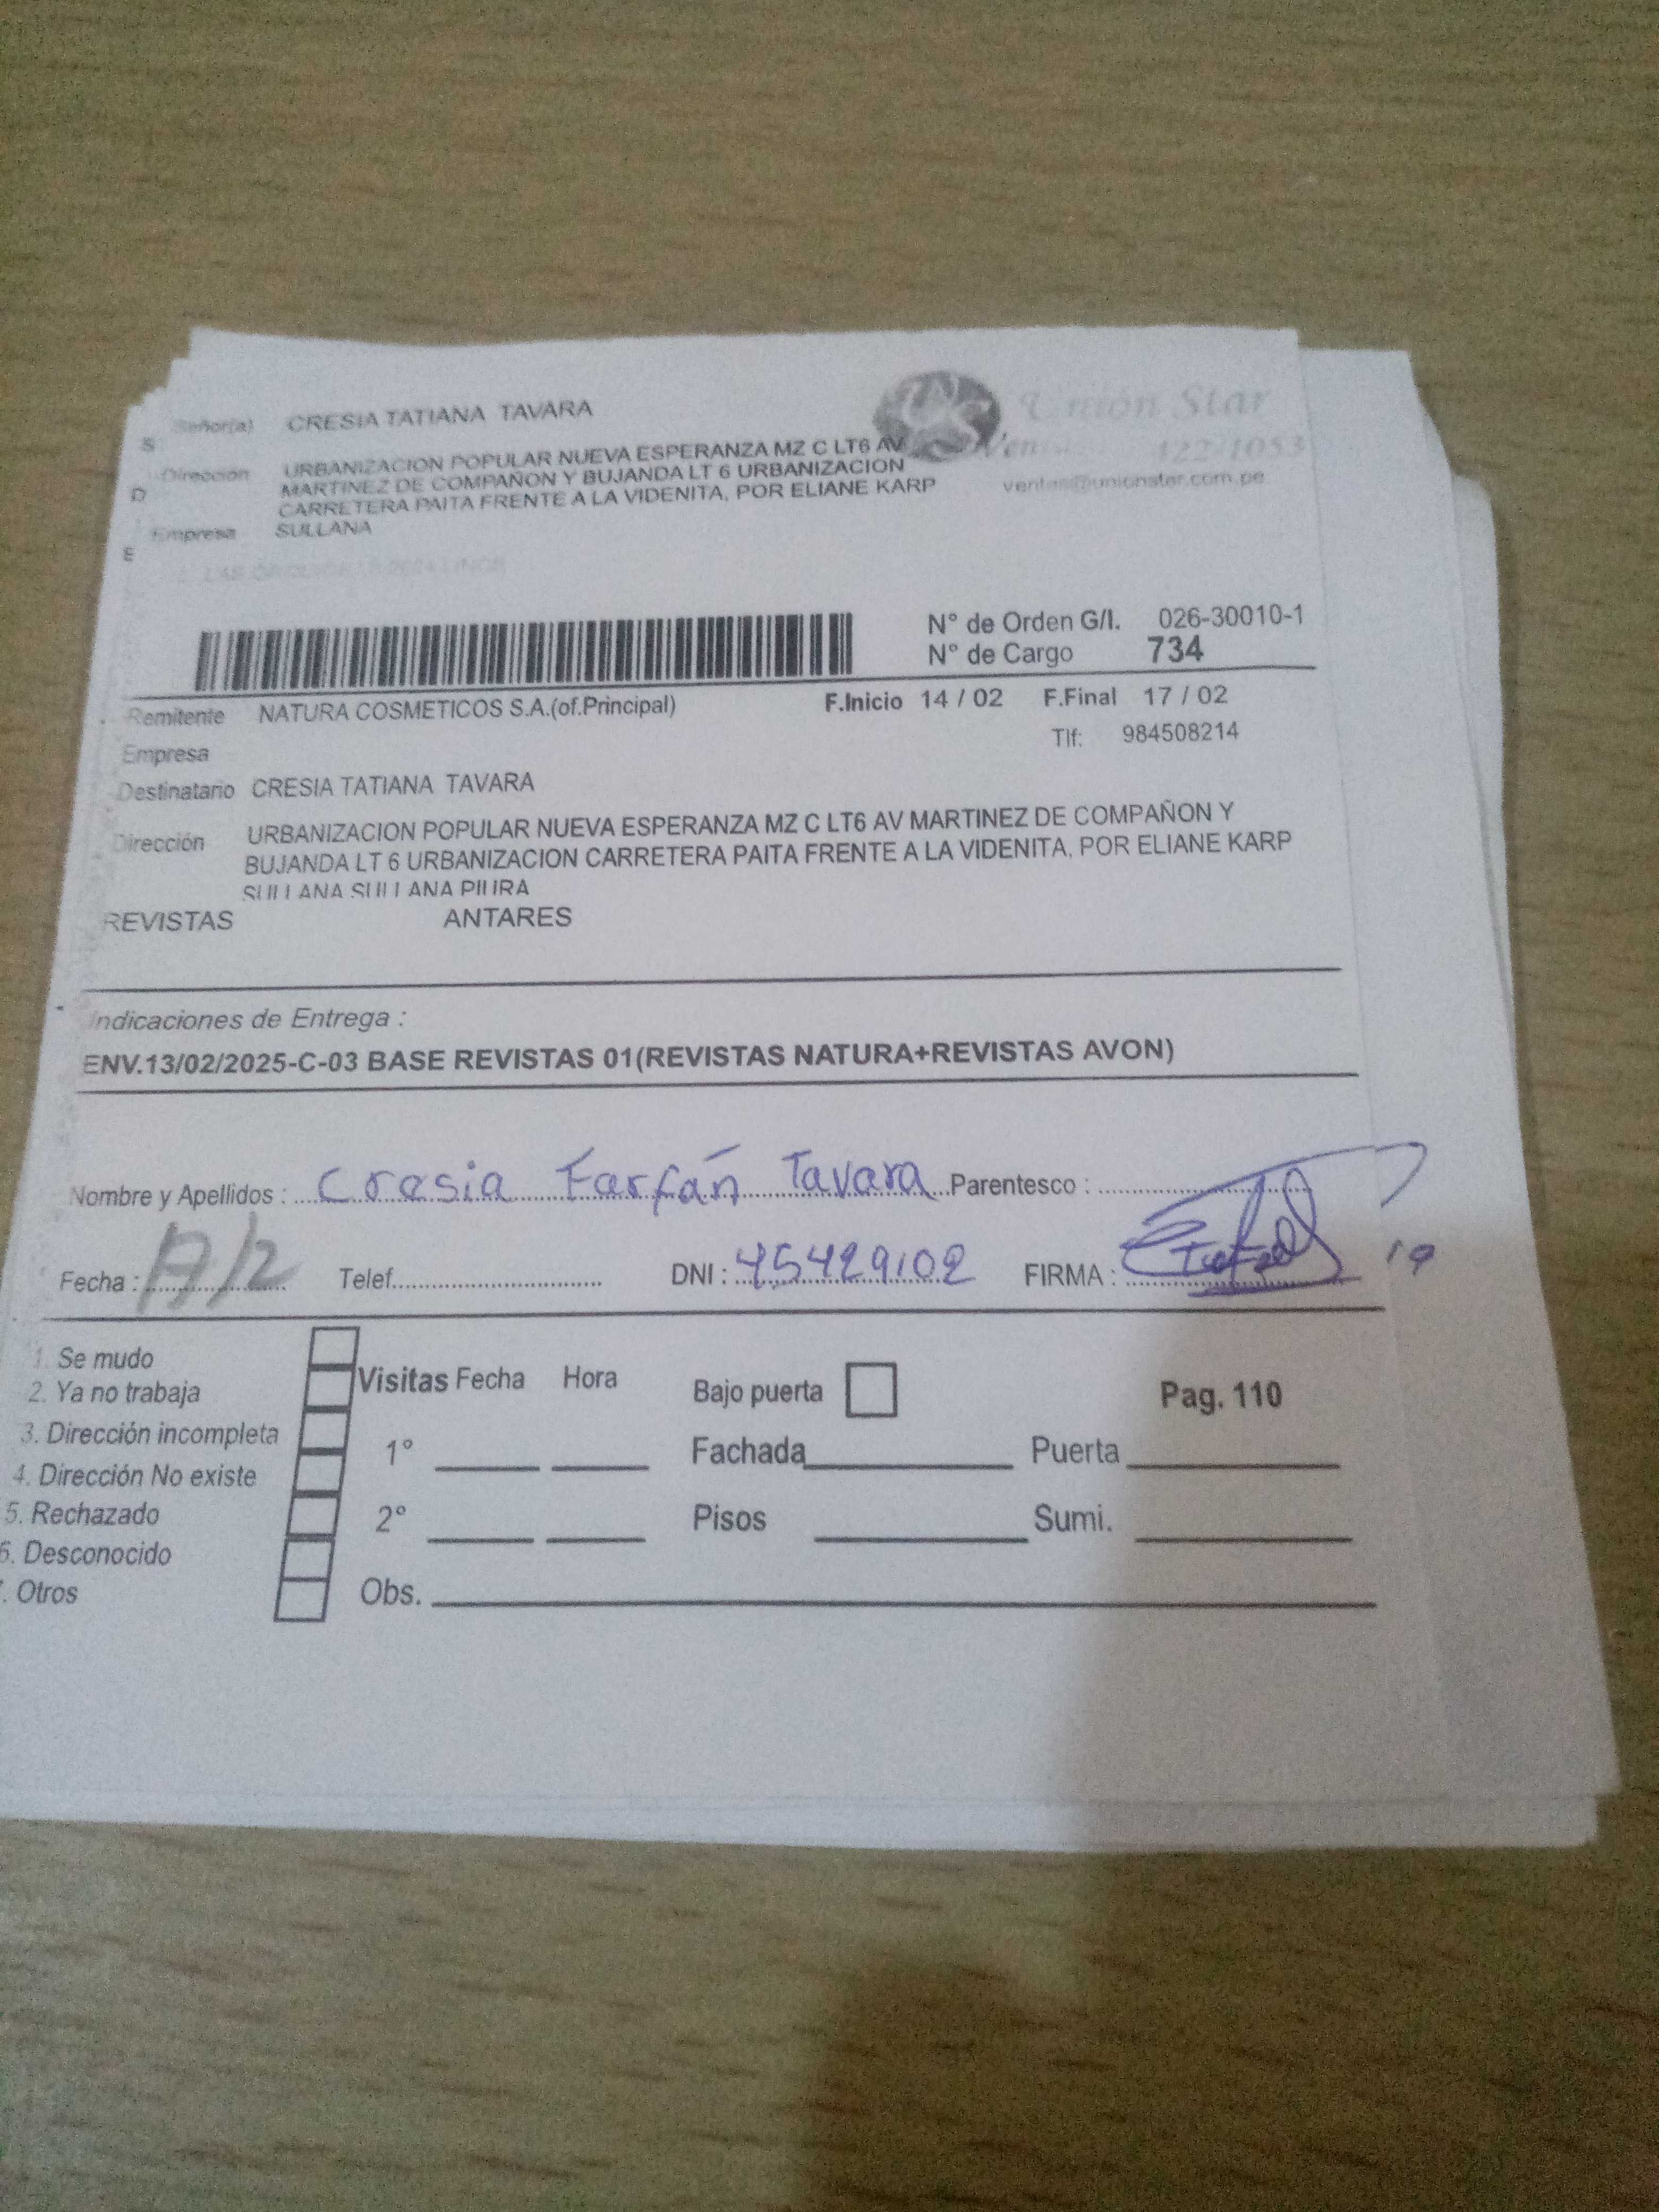 Señor(a) CRESIA TATIANA TAVARA
Unión Star
S
Dirección URBANIZACION POPULAR NUEVA ESPERANZA MZ C LT6 AV
MARTINEZ DE COMPAÑON Y BUJANDA LT 6 URBANIZACION
CARRETERA PAITA FRENTE A LA VIDENITA, POR ELIANE KARP
422-1053
ventas@unionstar.com.pe
D
Empresa SULLANA
E
N° de Orden G/I. 026-30010-1
N° de Cargo 734
Remitente NATURA COSMETICOS S.A.(of.Principal) F.Inicio 14 / 02 F.Final 17 / 02
Empresa Tlf: 984508214
Destinatario CRESIA TATIANA TAVARA
Dirección URBANIZACION POPULAR NUEVA ESPERANZA MZ C LT6 AV MARTINEZ DE COMPAÑON Y
BUJANDA LT 6 URBANIZACION CARRETERA PAITA FRENTE A LA VIDENITA, POR ELIANE KARP
SULLANA SULLANA PIURA
REVISTAS ANTARES
Indicaciones de Entrega :
ENV.13/02/2025-C-03 BASE REVISTAS 01(REVISTAS NATURA+REVISTAS AVON)
Nombre y Apellidos : Cresia Farfán Tavara Parentesco :
Fecha : 17/2 Telef. DNI : 45429102 FIRMA :
1. Se mudo
2. Ya no trabaja
3. Dirección incompleta
4. Dirección No existe
5. Rechazado
6. Desconocido
. Otros
Visitas Fecha Hora
1°
2°
Obs.
Bajo puerta Pag. 110
Fachada Puerta
Pisos Sumi.